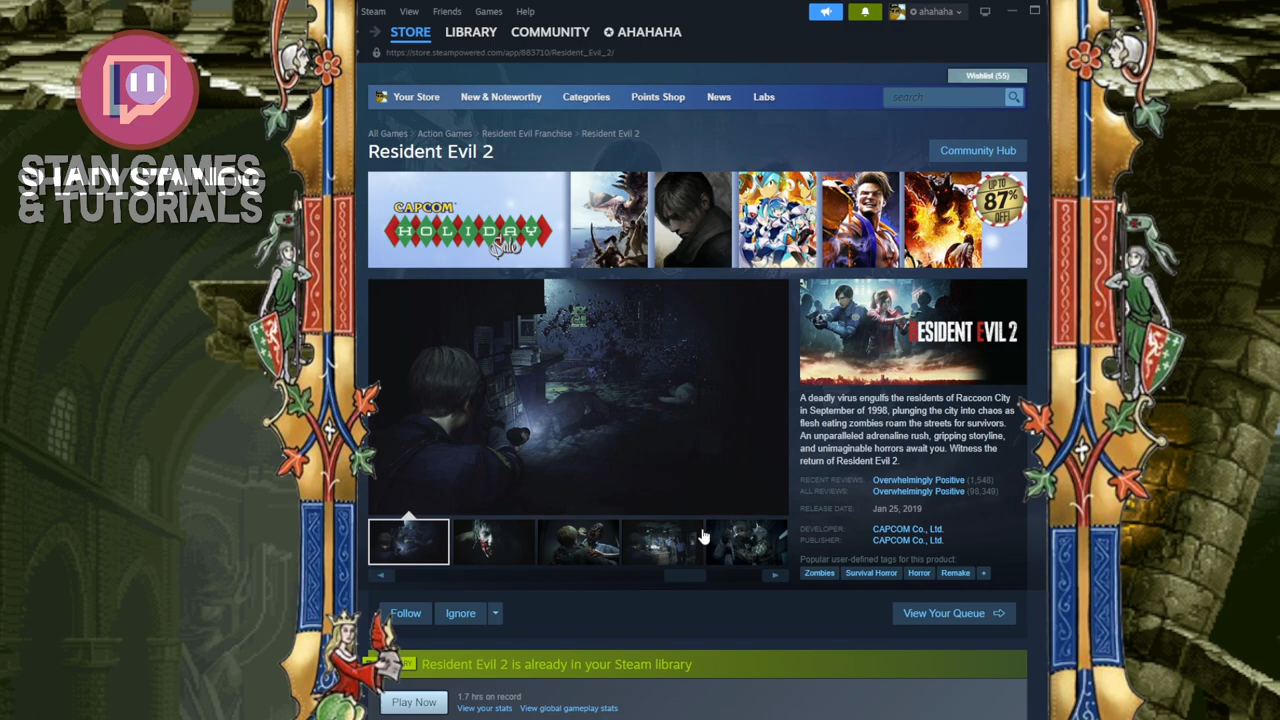 Steam View Friends Games Help
ahahaha
STORE LIBRARY COMMUNITY AHAHAHA
https://store.steampowered.com/app/883710/Resident_Evil_2/
Wishlist (55)
Your Store New & Noteworthy Categories Points Shop News Labs
search
STAN GAMES
& TUTORIALS
All Games > Action Games > Resident Evil Franchise > Resident Evil 2
Resident Evil 2
Community Hub
CAPCOM
HOLIDAY
Sale
UP TO
87%
OFF!
RESIDENT EVIL 2
A deadly virus engulfs the residents of Raccoon City
in September of 1998, plunging the city into chaos as
flesh eating zombies roam the streets for survivors.
An unparalleled adrenaline rush, gripping storyline,
and unimaginable horrors await you. Witness the
return of Resident Evil 2.
RECENT REVIEWS: Overwhelmingly Positive (1,548)
ALL REVIEWS: Overwhelmingly Positive (98,349)
RELEASE DATE: Jan 25, 2019
DEVELOPER: CAPCOM Co., Ltd.
PUBLISHER: CAPCOM Co., Ltd.
Popular user-defined tags for this product:
Zombies Survival Horror Horror Remake +
Follow Ignore
View Your Queue
Resident Evil 2 is already in your Steam library
Play Now
1.7 hrs on record
View your stats View global gameplay stats